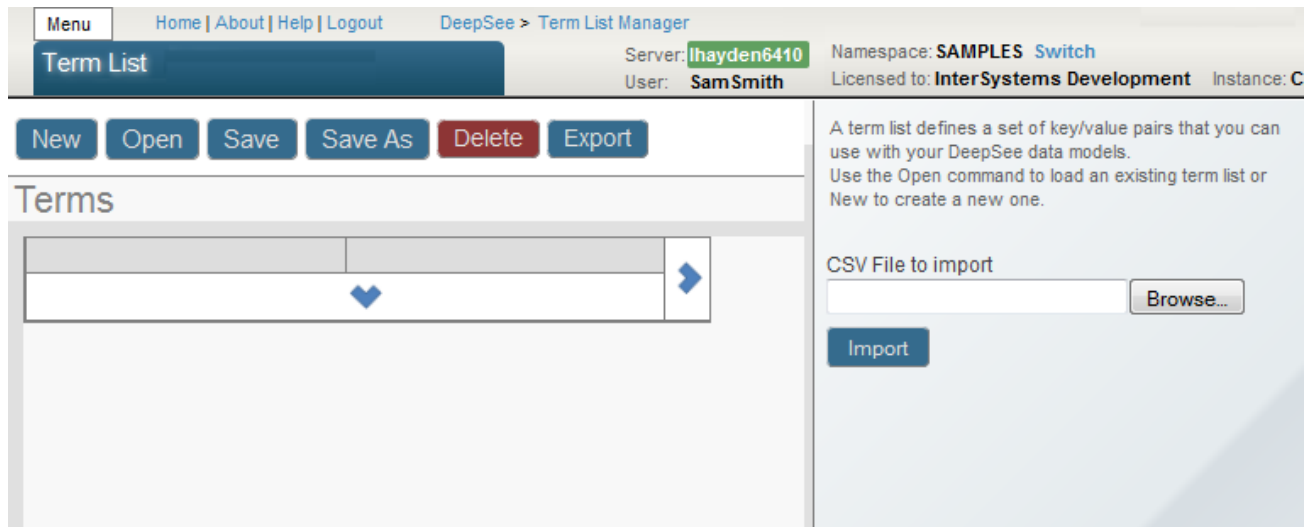 Menu Home | About | Help | Logout DeepSee > Term List Manager
Term List
Server: lhayden6410 Namespace: SAMPLES Switch
User: SamSmith Licensed to: InterSystems Development Instance: C
New Open Save Save As Delete Export
Terms
A term list defines a set of key/value pairs that you can
use with your DeepSee data models.
Use the Open command to load an existing term list or
New to create a new one.
CSV File to import
Browse...
Import